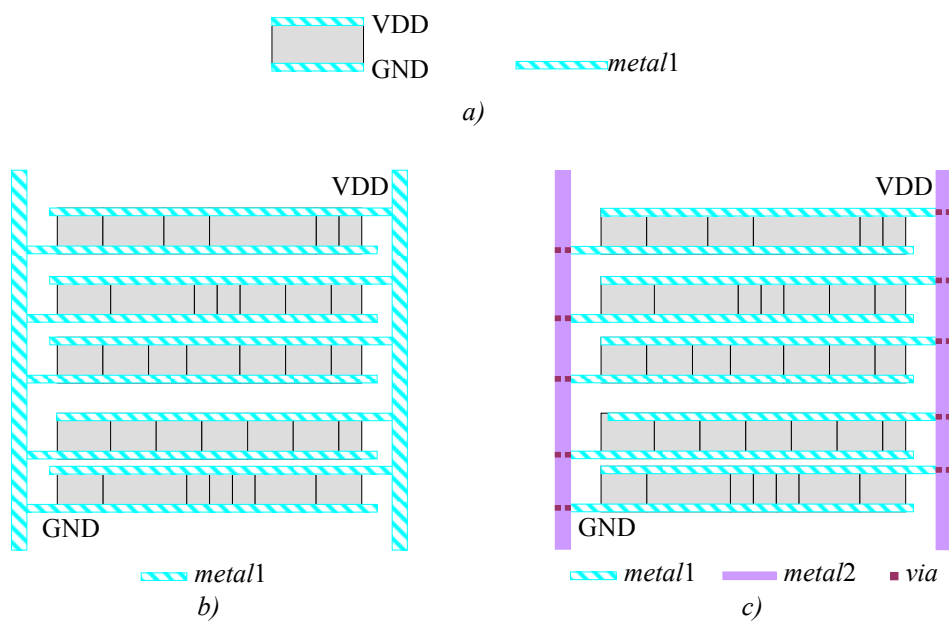 VDD
GND
metal1
a)
VDD
GND
metal1
b)
VDD
GND
metal1 metal2 via
c)